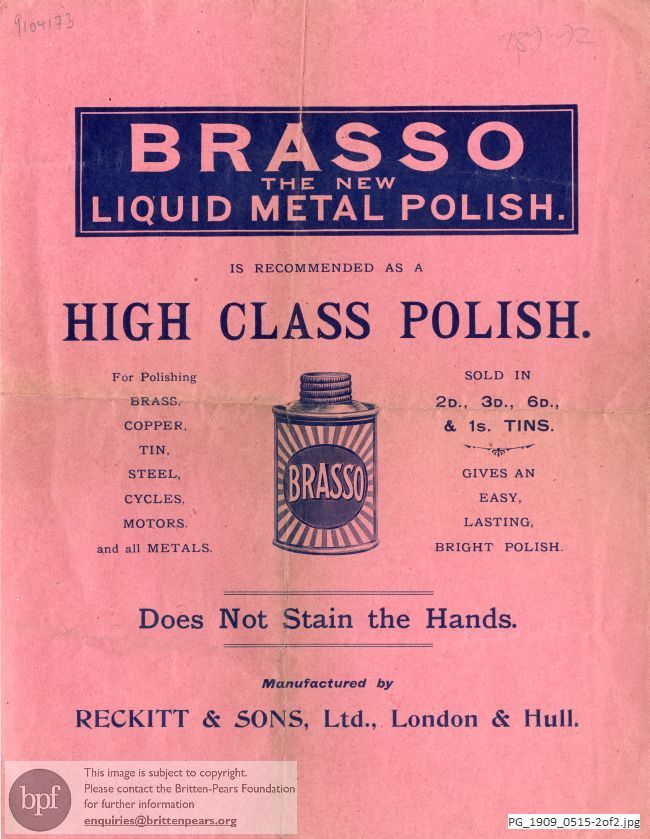 9104173
BRASSO
THE NEW
LIQUID METAL POLISH.
IS RECOMMENDED AS A
HIGH CLASS POLISH.
For Polishing
BRASS,
COPPER,
TIN,
STEEL,
CYCLES,
MOTORS.
and all METALS.
BRASSO
SOLD IN
2D., 3D., 6D.,
& 1s. TINS.
GIVES AN
EASY,
LASTING,
BRIGHT POLISH.
Does Not Stain the Hands.
Manufactured by
RECKITT & SONS, Ltd., London & Hull.
bpf
This image is subject to copyright.
Please contact the Britten-Pears Foundation
for further information
enquiries@brittenpears.org
PG_1909_0515-2of2.jpg